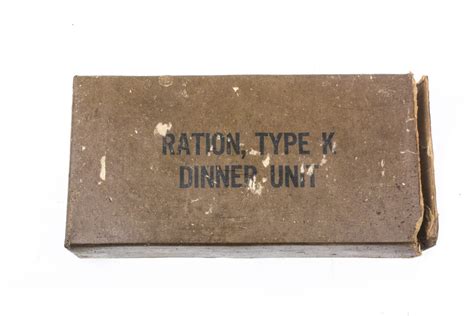 RATION, TYPE K
DINNER UNIT